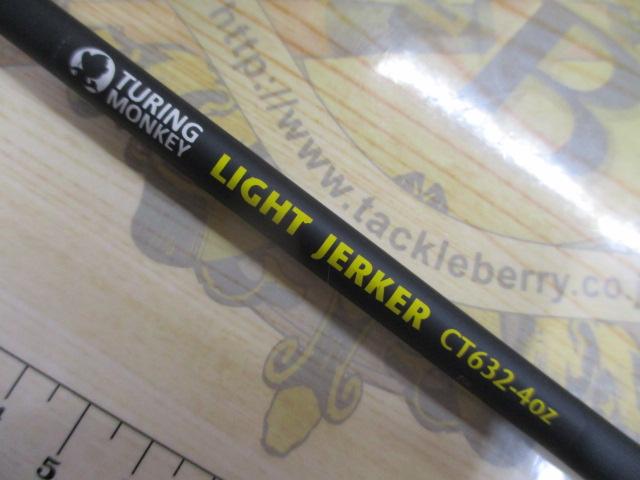 TURING
MONKEY
LIGHT JERKER CT632-4oz
http://www.tackleberry.co.
B
5